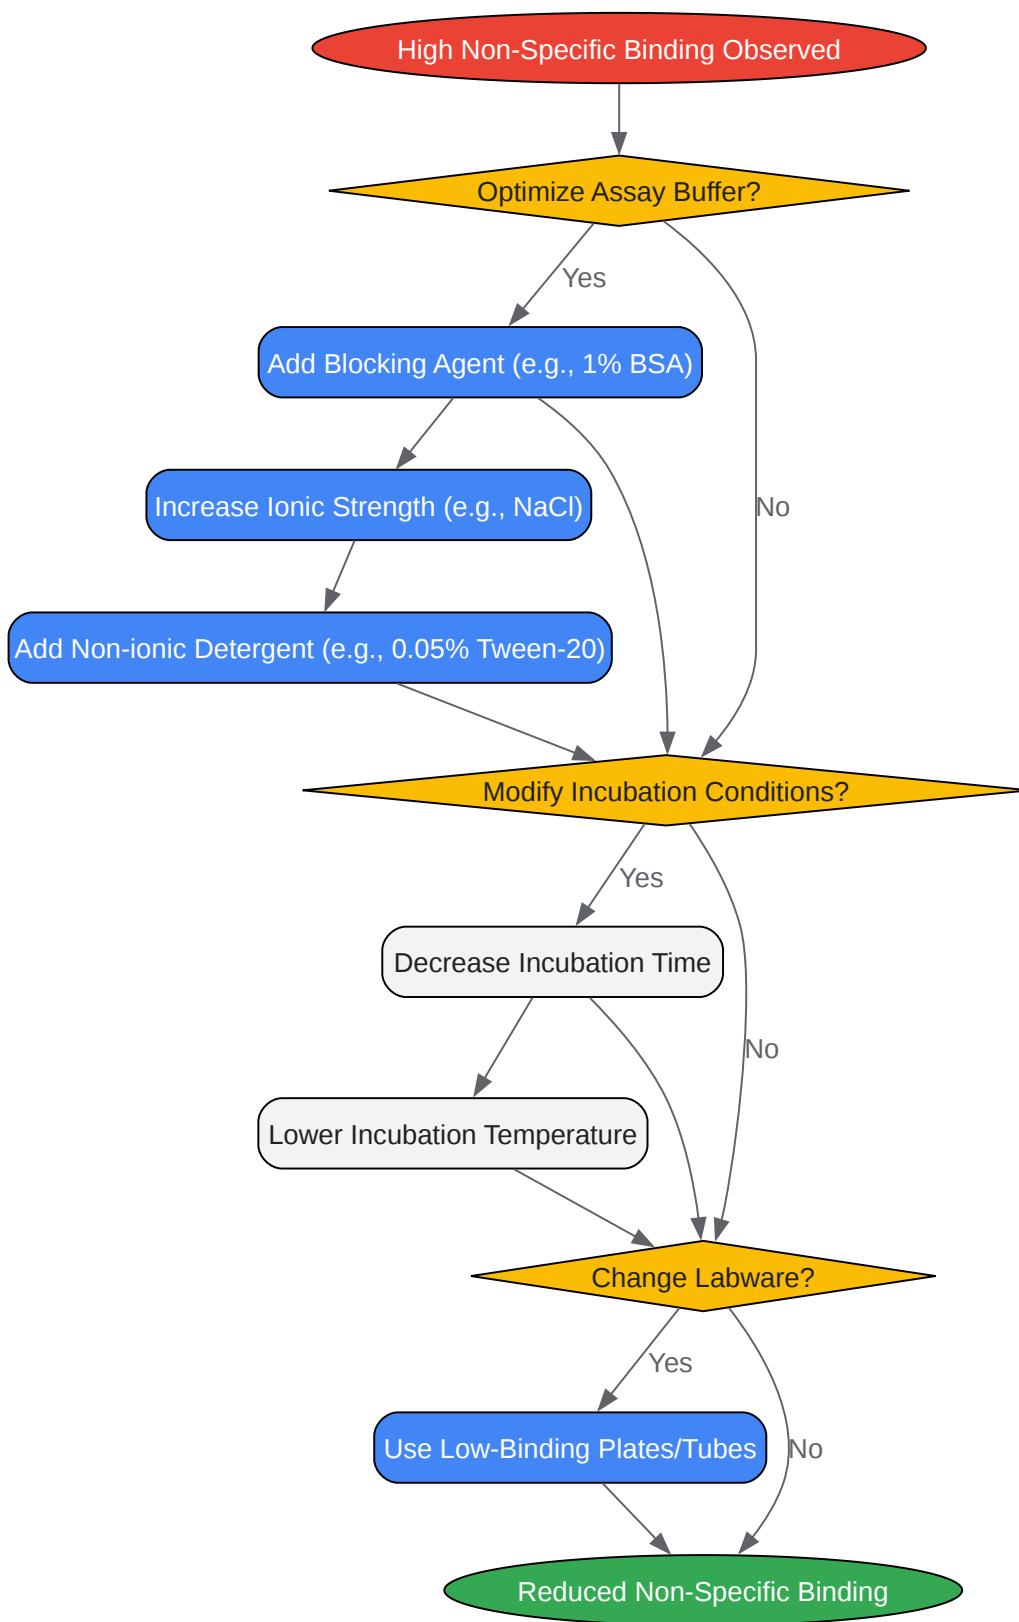 High Non-Specific Binding Observed
Optimize Assay Buffer?
Yes
Add Blocking Agent (e.g., 1% BSA)
Increase Ionic Strength (e.g., NaCl)
No
Add Non-ionic Detergent (e.g., 0.05% Tween-20)
Modify Incubation Conditions?
Yes
Decrease Incubation Time
No
Lower Incubation Temperature
Change Labware?
Yes
Use Low-Binding Plates/Tubes
No
Reduced Non-Specific Binding